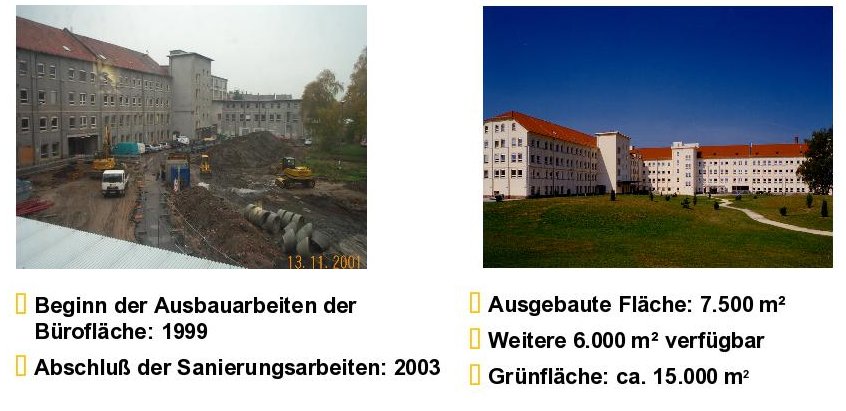 13. 11. 2001
Beginn der Ausbauarbeiten der
Bürofläche: 1999
Abschluß der Sanierungsarbeiten: 2003
Ausgebaute Fläche: 7.500 m²
Weitere 6.000 m² verfügbar
Grünfläche: ca. 15.000 m²